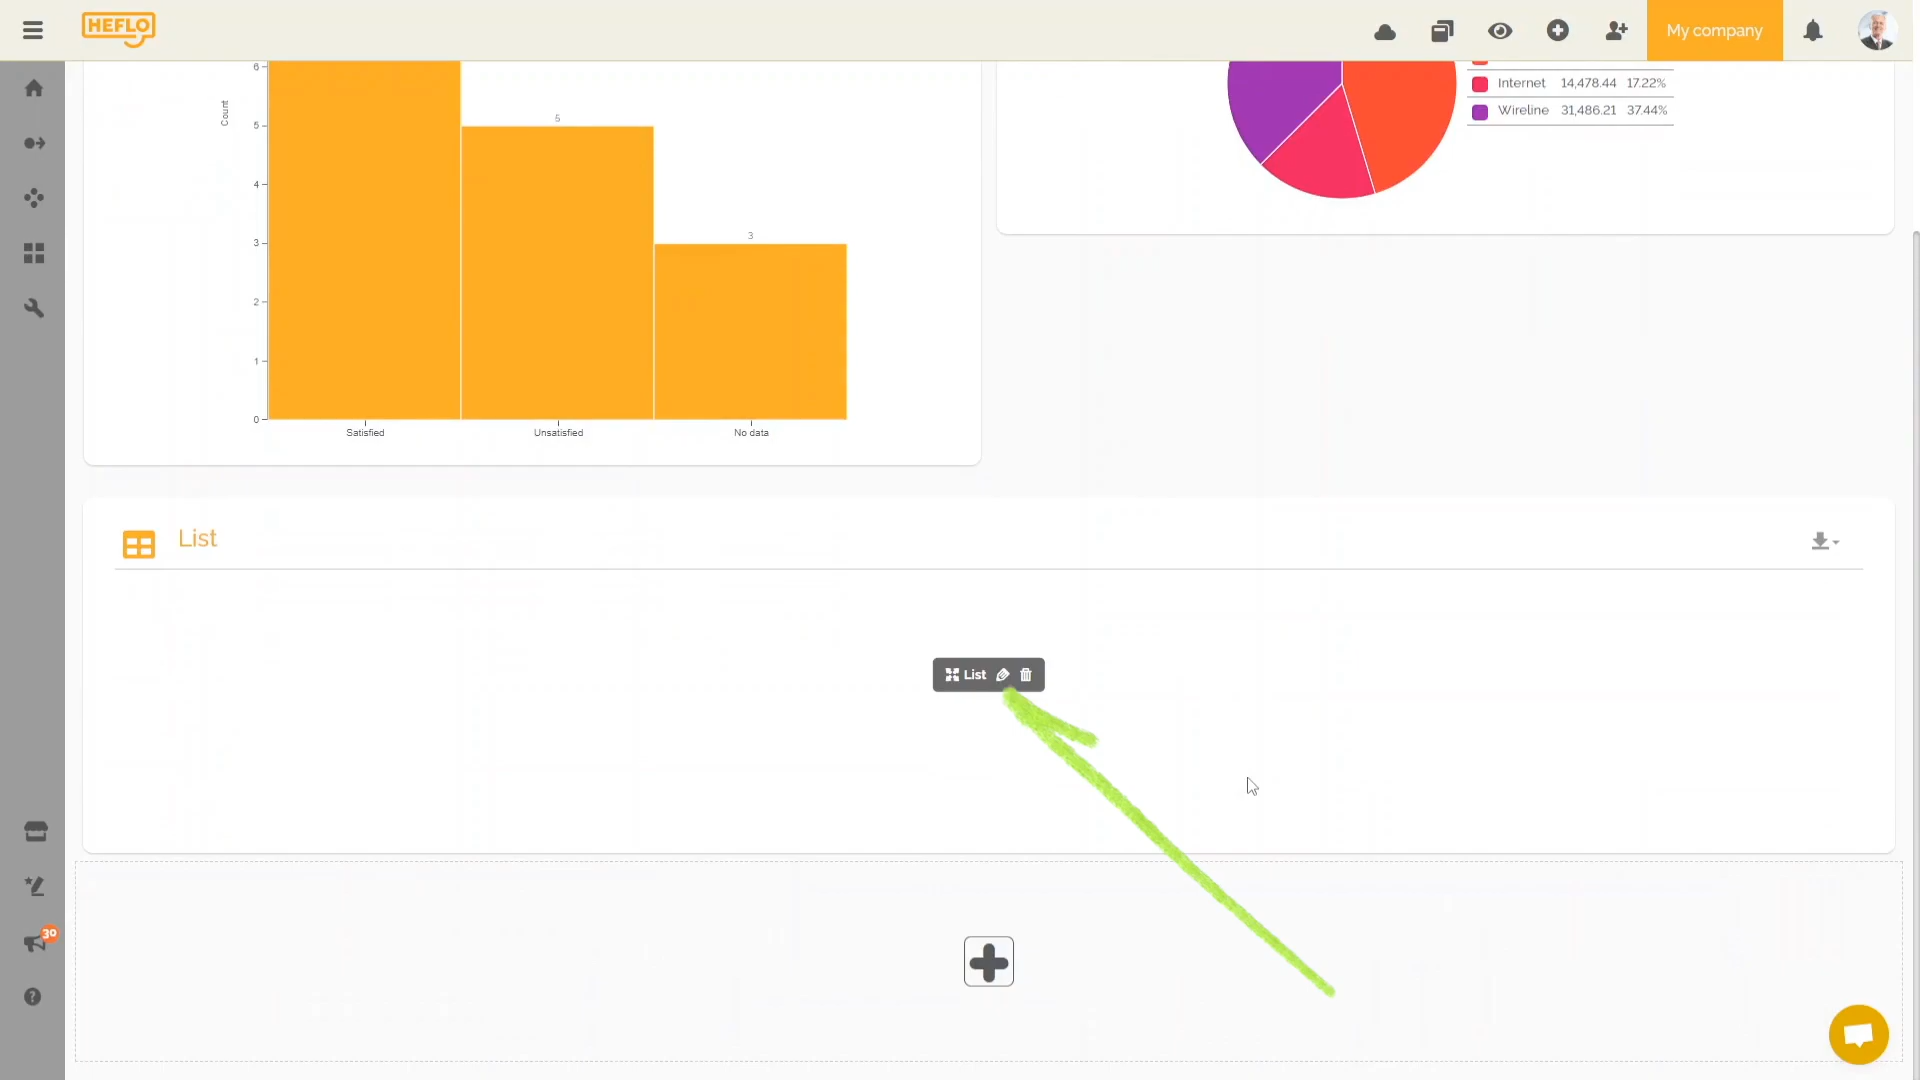 HEFLO
My company
6
Count
5
5
4
3
3
2
1
0
Satisfied
Unsatisfied
No data
Internet 14,478.44 17.22%
Wireline 31,486.21 37.44%
List
List
30
?